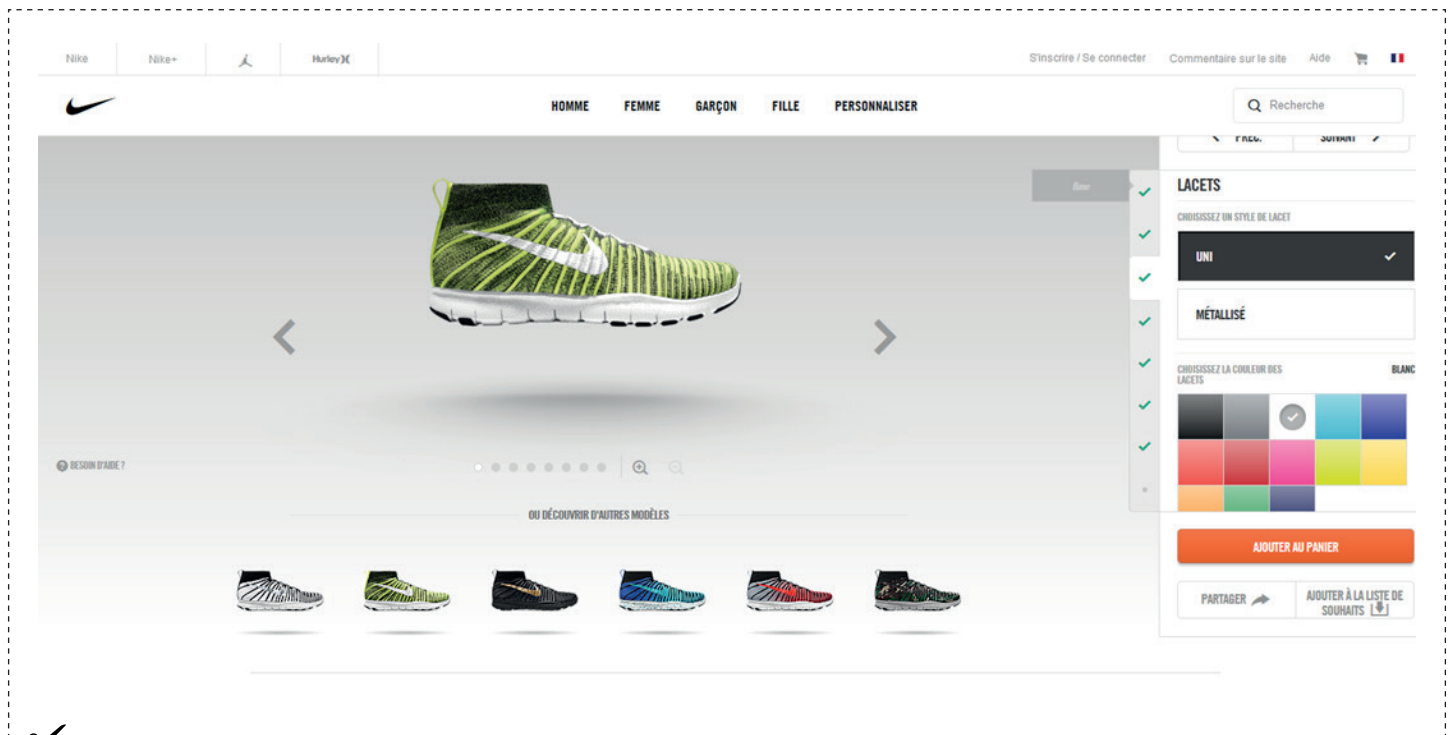 Nike
Nike+
Hurley
S'inscrire / Se connecter
Commentaire sur le site
Aide
HOMME
FEMME
GARÇON
FILLE
PERSONNALISER
Recherche
PREC.
SUIVANT
LACETS
CHOISISSEZ UN STYLE DE LACET
UNI
MÉTALLISÉ
CHOISISSEZ LA COULEUR DES
LACETS
BLANC
BESOIN D'AIDE ?
OU DÉCOUVRIR D'AUTRES MODÈLES
AJOUTER AU PANIER
PARTAGER
AJOUTER À LA LISTE DE
SOUHAITS